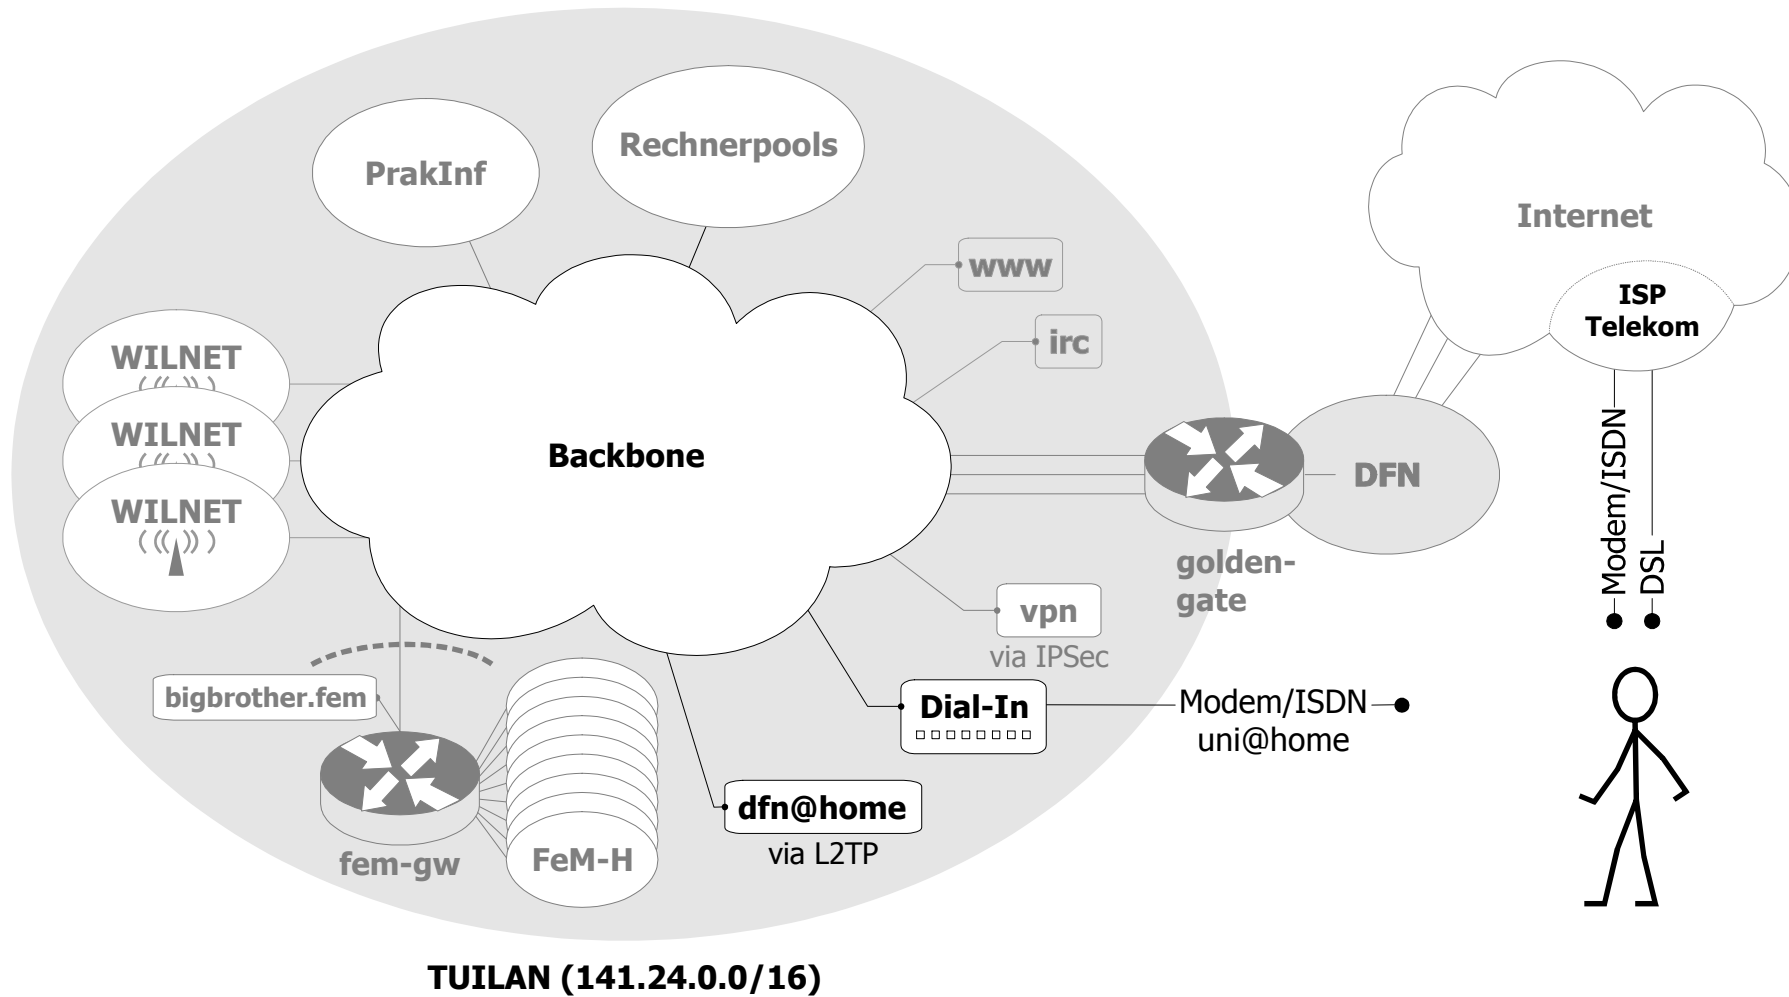 PrakInf
Rechnerpools
Internet
www
ISP
Telekom
irc
WILNET
WILNET
WILNET
Backbone
DFN
Modem/ISDN
DSL
golden-
gate
vpn
via IPSec
bigbrother.fem
Dial-In
Modem/ISDN
uni@home
dfn@home
via L2TP
fem-gw
FeM-H
TUILAN (141.24.0.0/16)